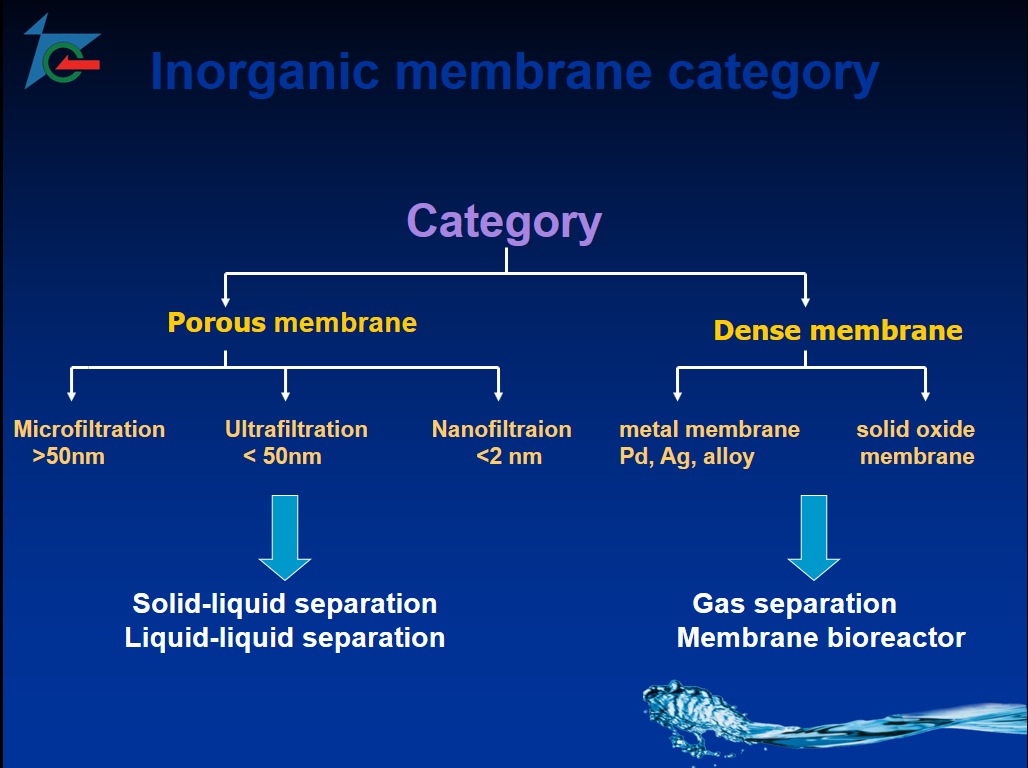 Inorganic membrane category
Category
Porous membrane
Dense membrane
Microfiltration
>50nm
Ultrafiltration
< 50nm
Nanofiltraion
<2 nm
metal membrane
Pd, Ag, alloy
solid oxide
membrane
Solid-liquid separation
Liquid-liquid separation
Gas separation
Membrane bioreactor